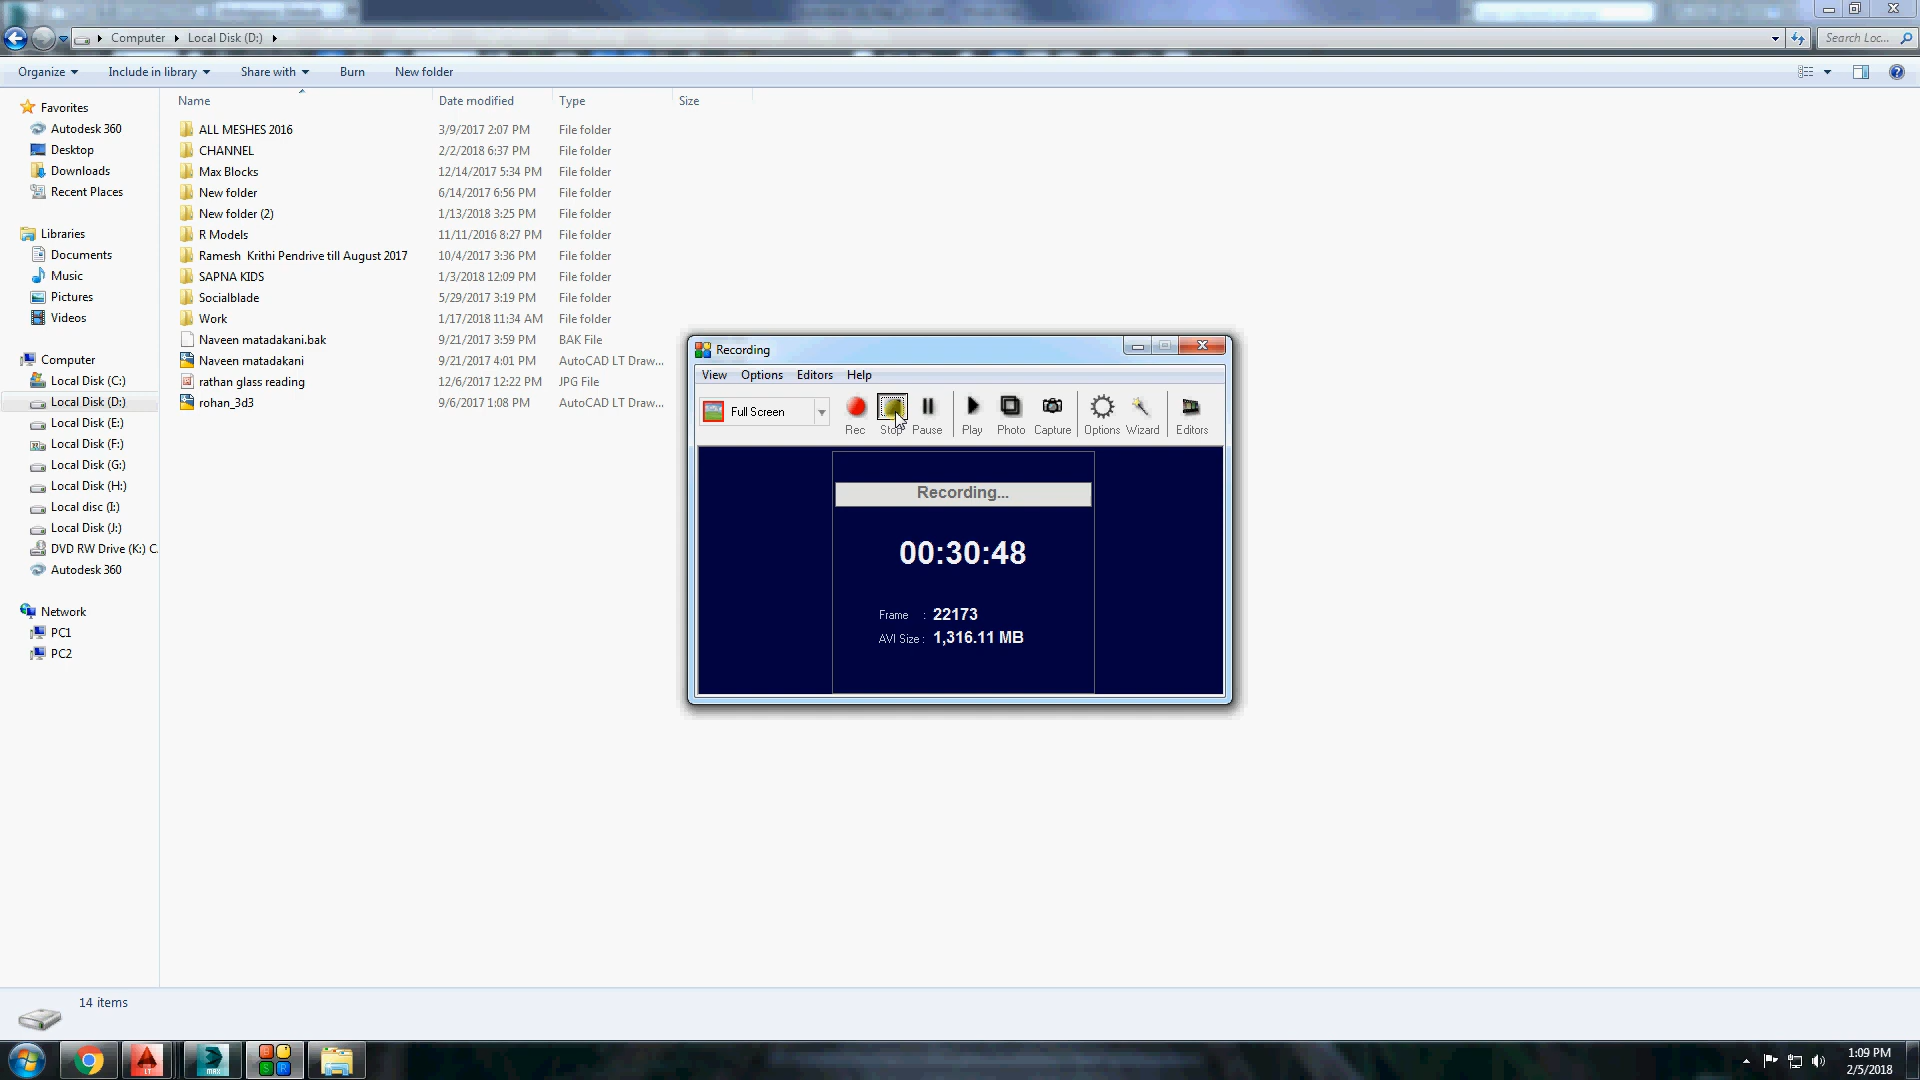 Computer Local Disk (D:)
Search Loc...
Organize Include in library Share with Burn New folder
Name Date modified Type Size
Favorites
Autodesk 360
Desktop
Downloads
Recent Places
Libraries
Documents
Music
Pictures
Videos
Computer
Local Disk (C:)
Local Disk (D:)
Local Disk (E:)
Local Disk (F:)
Local Disk (G:)
Local Disk (H:)
Local disc (I:)
Local Disk (J:)
DVD RW Drive (K:) C.
Autodesk 360
Network
PC1
PC2
ALL MESHES 2016 3/9/2017 2:07 PM File folder
CHANNEL 2/2/2018 6:37 PM File folder
Max Blocks 12/14/2017 5:34 PM File folder
New folder 6/14/2017 6:56 PM File folder
New folder (2) 1/13/2018 3:25 PM File folder
R Models 11/11/2016 8:27 PM File folder
Ramesh Krithi Pendrive till August 2017 10/4/2017 3:36 PM File folder
SAPNA KIDS 1/3/2018 12:09 PM File folder
Socialblade 5/29/2017 3:19 PM File folder
Work 1/17/2018 11:34 AM File folder
Naveen matadakani.bak 9/21/2017 3:59 PM BAK File
Naveen matadakani 9/21/2017 4:01 PM AutoCAD LT Draw...
rathan glass reading 12/6/2017 12:22 PM JPG File
rohan_3d3 9/6/2017 1:08 PM AutoCAD LT Draw...
Recording
View Options Editors Help
Full Screen
Rec Stop Pause Play Photo Capture Options Wizard Editors
Recording...
00:30:48
Frame : 22173
AVI Size : 1,316.11 MB
14 items
LT
MAX
B S R
1:09 PM
2/5/2018